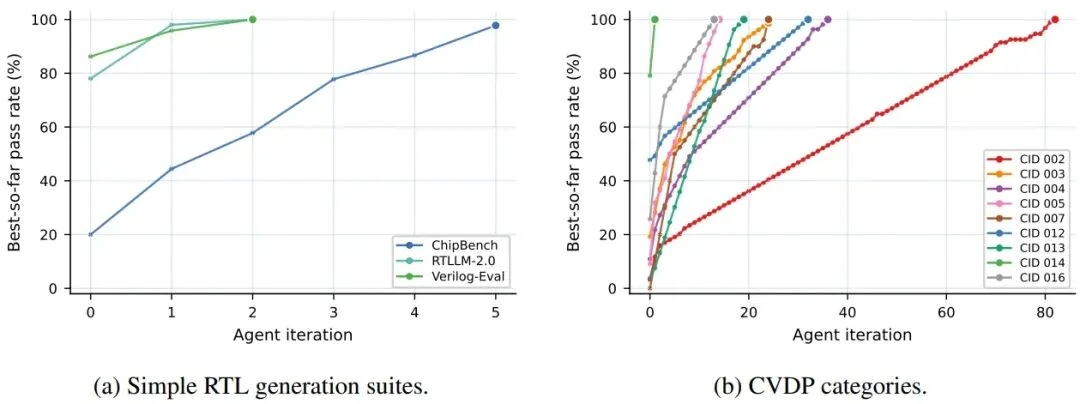 Best-so-far pass rate (%)
100
80
60
40
20
0
0
1
2
3
4
5
Agent iteration
ChipBench
RTLLM-2.0
Verilog-Eval
(a) Simple RTL generation suites.
Best-so-far pass rate (%)
100
80
60
40
20
0
0
20
40
60
80
Agent iteration
CID 002
CID 003
CID 004
CID 005
CID 007
CID 012
CID 013
CID 014
CID 016
(b) CVDP categories.